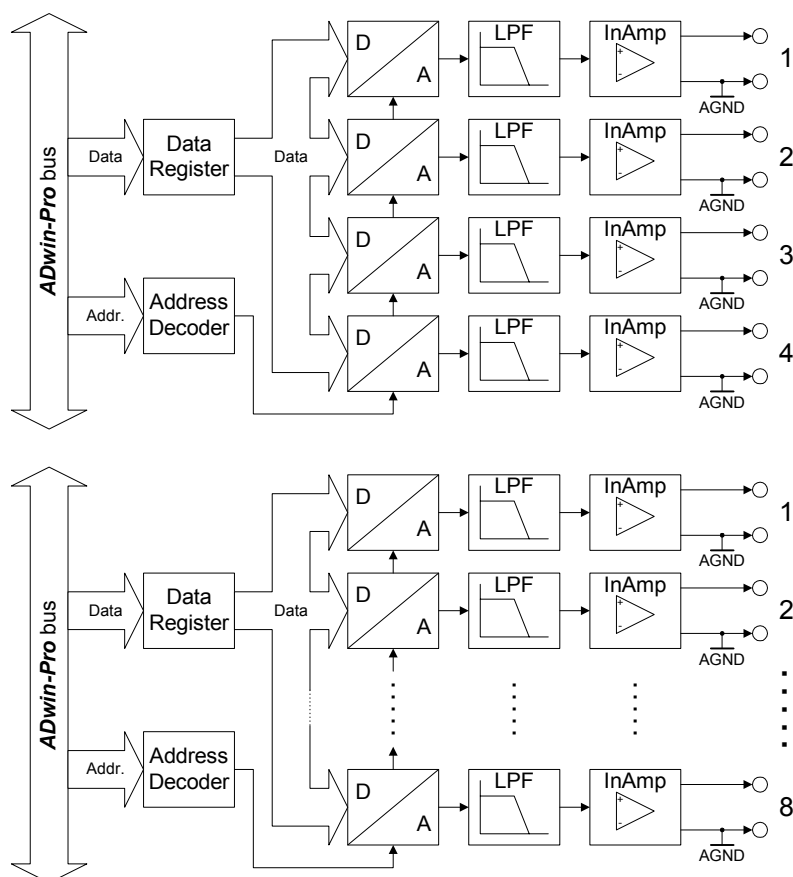 ADwin-Pro bus
Data
Data Register
Data
Addr.
Address Decoder
D
A
LPF
InAmp
+
-
AGND
1
D
A
LPF
InAmp
+
-
AGND
2
D
A
LPF
InAmp
+
-
AGND
3
D
A
LPF
InAmp
+
-
AGND
4
ADwin-Pro bus
Data
Data Register
Data
Addr.
Address Decoder
D
A
LPF
InAmp
+
-
AGND
1
D
A
LPF
InAmp
+
-
AGND
2
D
A
LPF
InAmp
+
-
AGND
8